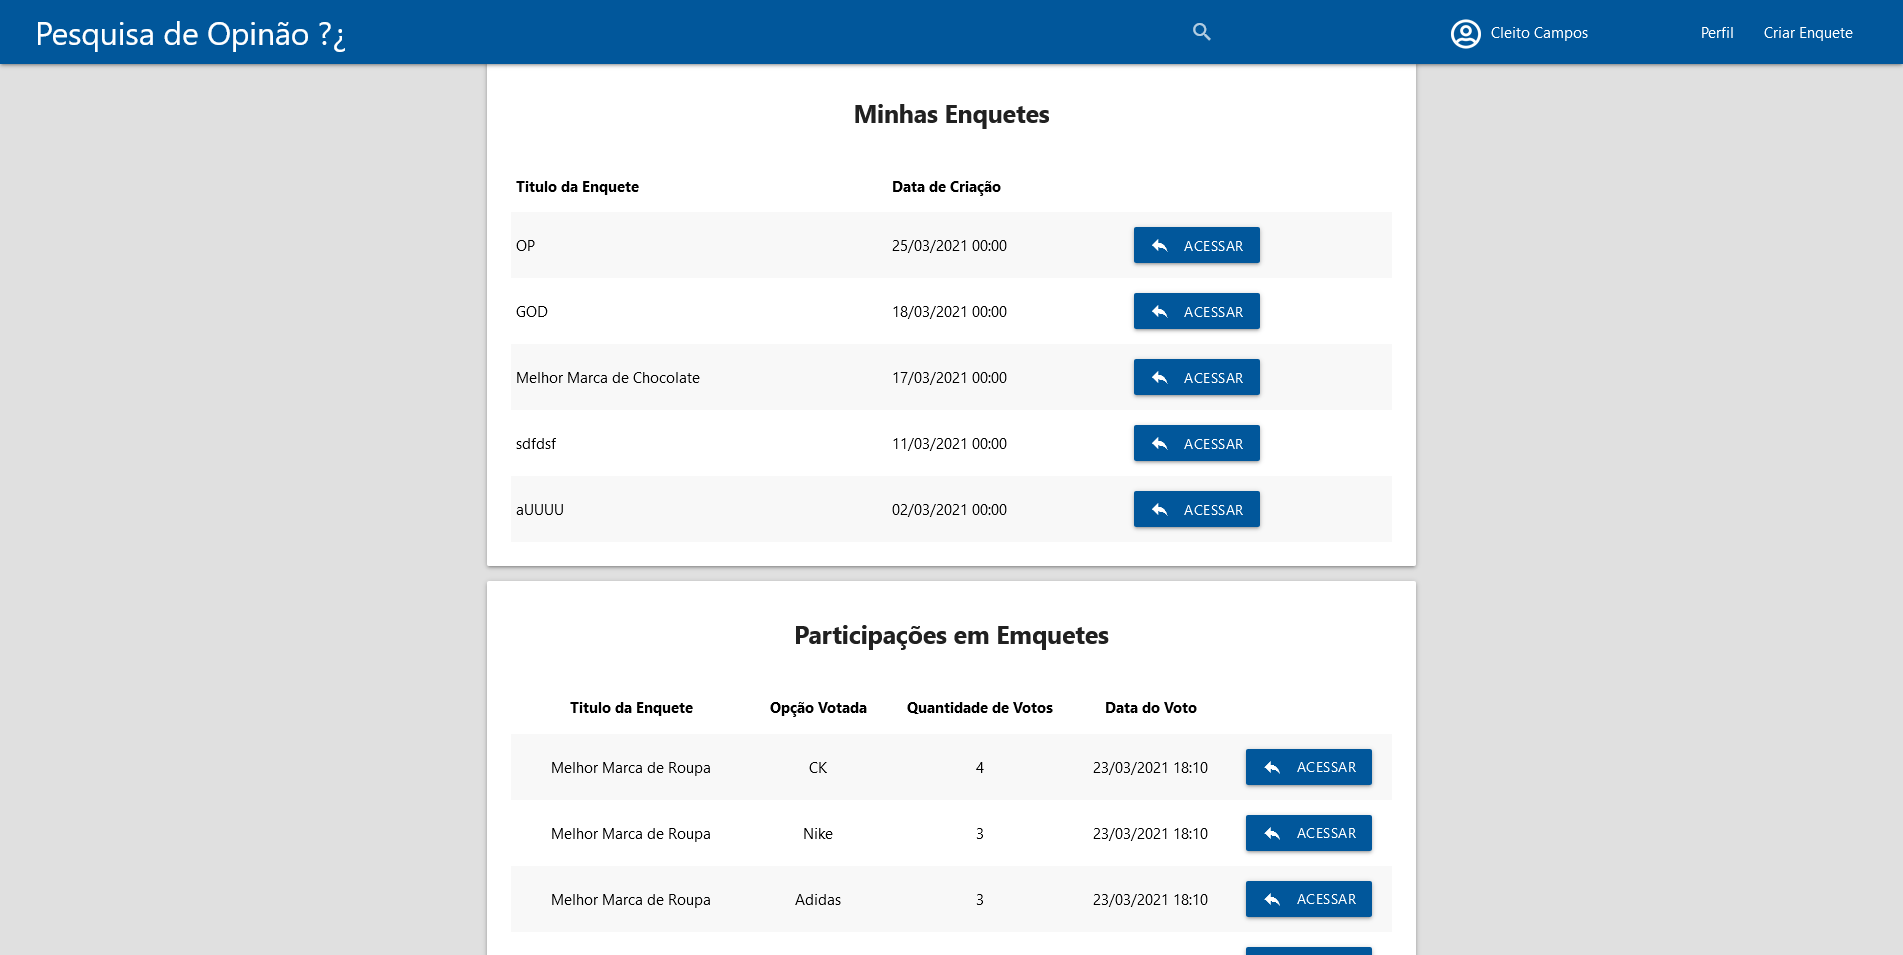 Pesquisa de Opinão ?¿
Cleito Campos
Perfil
Criar Enquete
Minhas Enquetes
Titulo da Enquete Data de Criação
OP 25/03/2021 00:00 ACESSAR
GOD 18/03/2021 00:00 ACESSAR
Melhor Marca de Chocolate 17/03/2021 00:00 ACESSAR
sdfdsf 11/03/2021 00:00 ACESSAR
aUUUU 02/03/2021 00:00 ACESSAR
Participações em Emquetes
Titulo da Enquete Opção Votada Quantidade de Votos Data do Voto
Melhor Marca de Roupa CK 4 23/03/2021 18:10 ACESSAR
Melhor Marca de Roupa Nike 3 23/03/2021 18:10 ACESSAR
Melhor Marca de Roupa Adidas 3 23/03/2021 18:10 ACESSAR